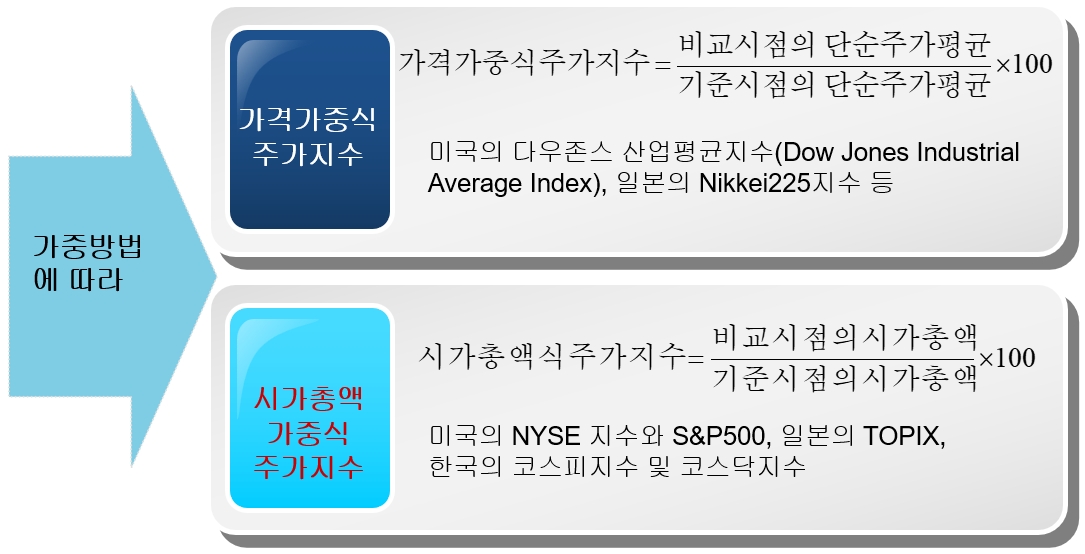 가중방법
에 따라
가격가중식
주가지수
가격가중식주가지수 = 비교시점의 단순주가평균 / 기준시점의 단순주가평균 ×100
미국의 다우존스 산업평균지수(Dow Jones Industrial
Average Index), 일본의 Nikkei225지수 등
시가총액
가중식
주가지수
시가총액식주가지수 = 비교시점의시가총액 / 기준시점의시가총액 ×100
미국의 NYSE 지수와 S&P500, 일본의 TOPIX,
한국의 코스피지수 및 코스닥지수